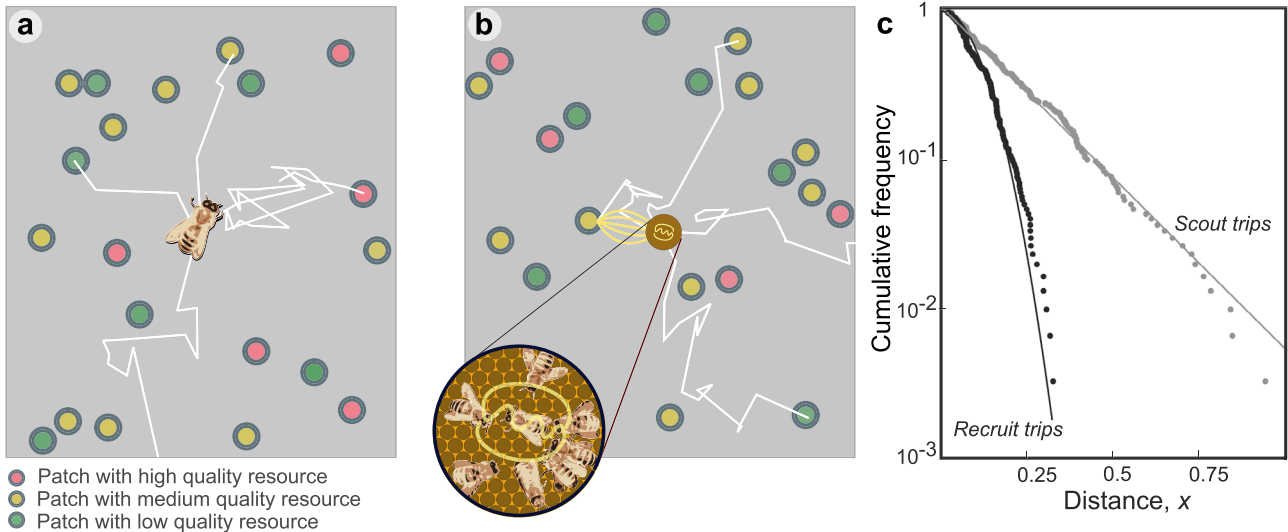 a
b
c
Patch with high quality resource
Patch with medium quality resource
Patch with low quality resource
Cumulative frequency
1
10⁻¹
10⁻²
10⁻³
Scout trips
Recruit trips
0.25
0.5
0.75
Distance, x